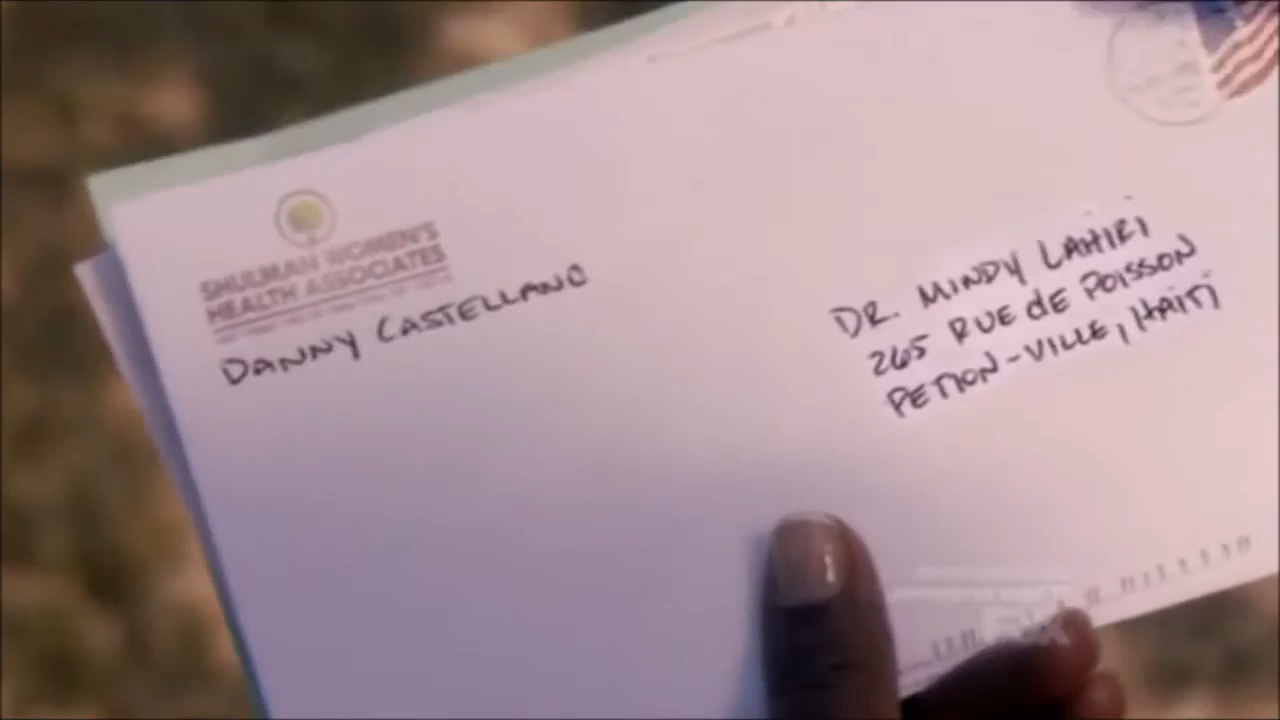 SHULMAN WOMEN'S
HEALTH ASSOCIATES
DANNY CASTELLANO
DR. MINDY LAHIRI
265 RUE de POISSON
PETION-VILLE, HAITI